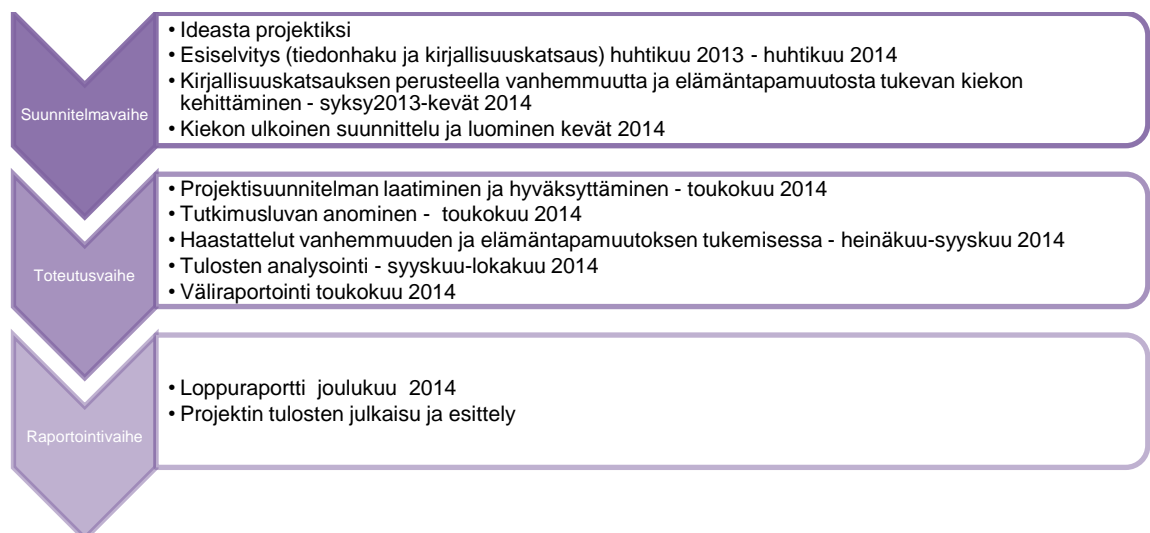 Suunnitelmavaihe
• Ideasta projektiksi
• Esiselvitys (tiedonhaku ja kirjallisuuskatsaus) huhtikuu 2013 - huhtikuu 2014
• Kirjallisuuskatsauksen perusteella vanhemmuutta ja elämäntapamuutosta tukevan kiekon
kehittäminen - syksy2013-kevät 2014
• Kiekon ulkoinen suunnittelu ja luominen kevät 2014
Toteutusvaihe
• Projektisuunnitelman laatiminen ja hyväksyttäminen - toukokuu 2014
• Tutkimusluvan anominen - toukokuu 2014
• Haastattelut vanhemmuuden ja elämäntapamuutoksen tukemisessa - heinäkuu-syyskuu 2014
• Tulosten analysointi - syyskuu-lokakuu 2014
• Väliraportointi toukokuu 2014
Raportointivaihe
• Loppuraportti joulukuu 2014
• Projektin tulosten julkaisu ja esittely